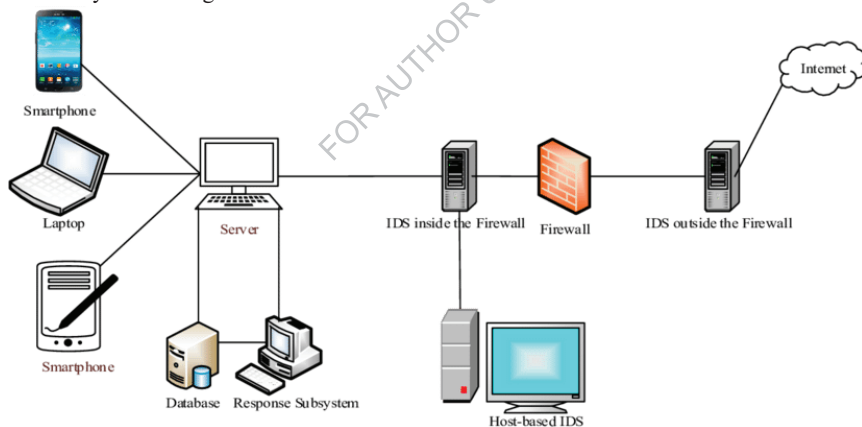 FOR AUTHOR
Smartphone
Internet
Laptop
Server
IDS inside the Firewall
Firewall
IDS outside the Firewall
Smartphone
Database
Response Subsystem
Host-based IDS